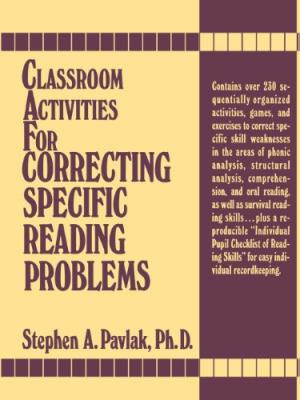 CLASSROOM
ACTIVITIES
FOR
CORRECTING
SPECIFIC
READING
PROBLEMS
Stephen A. Pavlak, Ph. D.
Contains over 230 se-
quentially organized
activities, games, and
exercises to correct spe-
cific skill weaknesses
in the areas of phonic
analysis, structural
analysis, comprehen-
sion, and oral reading,
as well as survival read-
ing skills . . . plus a re-
producible "Individual
Pupil Checklist of Read-
ing Skills" for easy indi-
vidual recordkeeping.